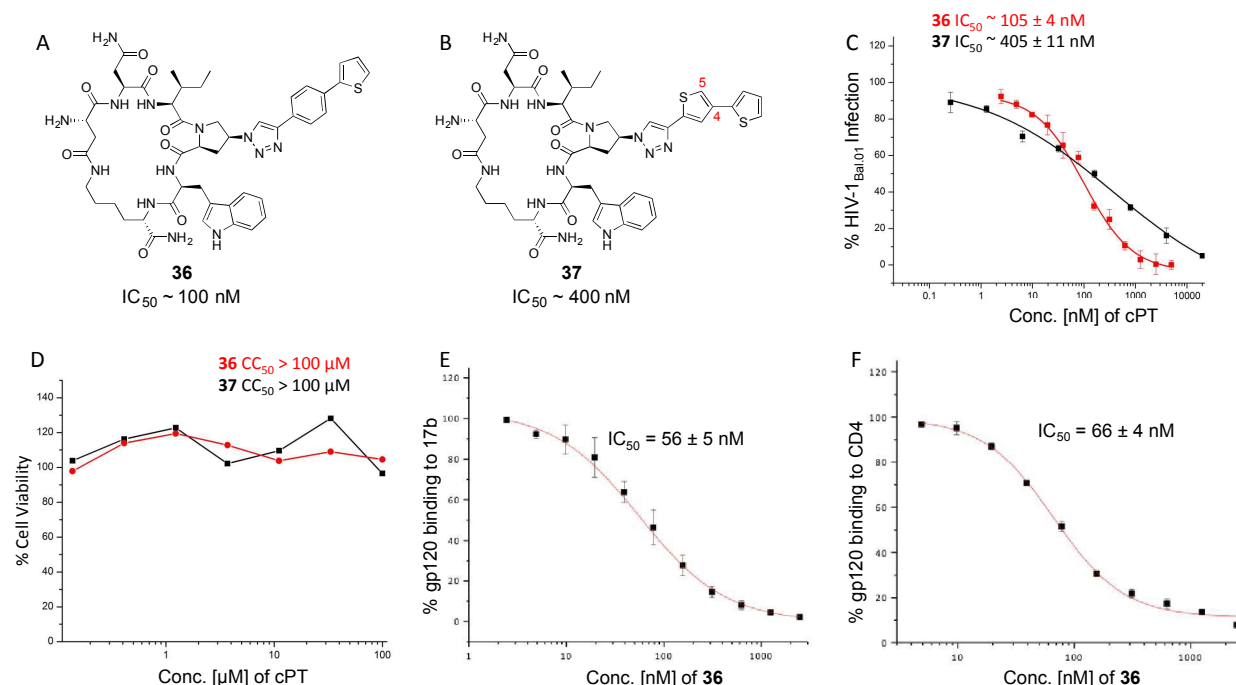 A
H₂N
O
O
N
H
HN
O
H₂N
O
NH
O
N
O
HN
N
N=N
S
O
NH
O
NH₂
N
H
36
IC₅₀ ~ 100 nM
B
H₂N
O
O
N
H
HN
O
H₂N
O
NH
O
N
O
HN
N
N=N
S
5
4
S
O
NH
O
NH₂
N
H
37
IC₅₀ ~ 400 nM
36 IC₅₀ ~ 105 ± 4 nM
37 IC₅₀ ~ 405 ± 11 nM
C
% HIV-1Bal.01 Infection
120
100
80
60
40
20
0
0.1 1 10 100 1000 10000
Conc. [nM] of cPT
D
36 CC₅₀ > 100 µM
37 CC₅₀ > 100 µM
% Cell Viability
140
120
100
80
60
40
20
0
1 10 100
Conc. [µM] of cPT
E
IC₅₀ = 56 ± 5 nM
% gp120 binding to 17b
120
100
80
60
40
20
0
1 10 100 1000
Conc. [nM] of 36
F
IC₅₀ = 66 ± 4 nM
% gp120 binding to CD4
120
100
80
60
40
20
0
10 100 1000
Conc. [nM] of 36